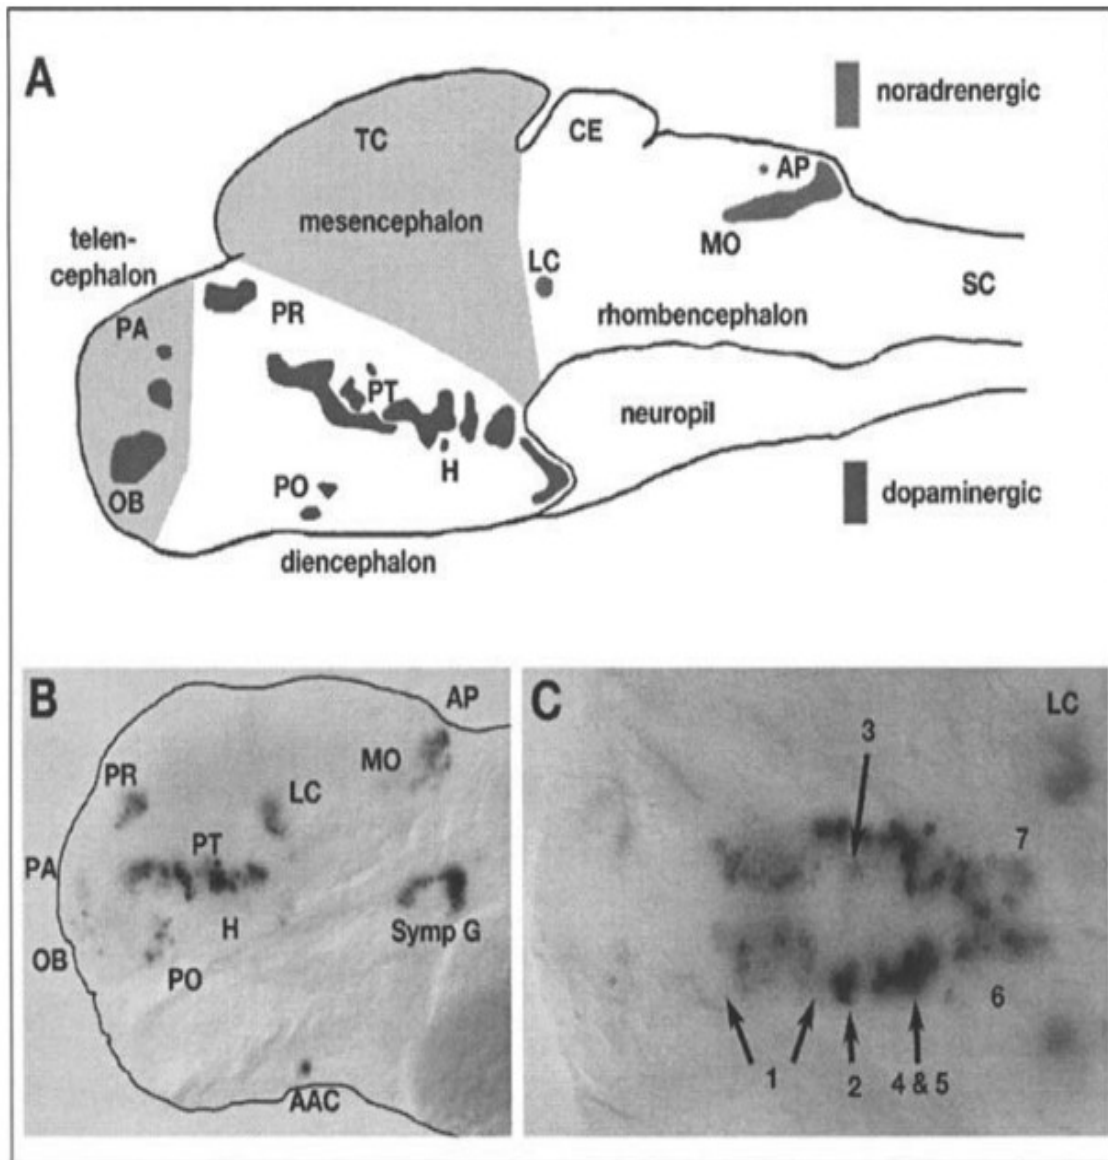 A
noradrenergic
TC
CE
AP
mesencephalon
telen-
cephalon
MO
LC
SC
PA
PR
rhombencephalon
PT
neuropil
H
OB
PO
dopaminergic
diencephalon
B
AP
MO
PR
LC
PT
PA
H
Symp G
OB
PO
AAC
C
LC
3
7
6
1
2
4 & 5